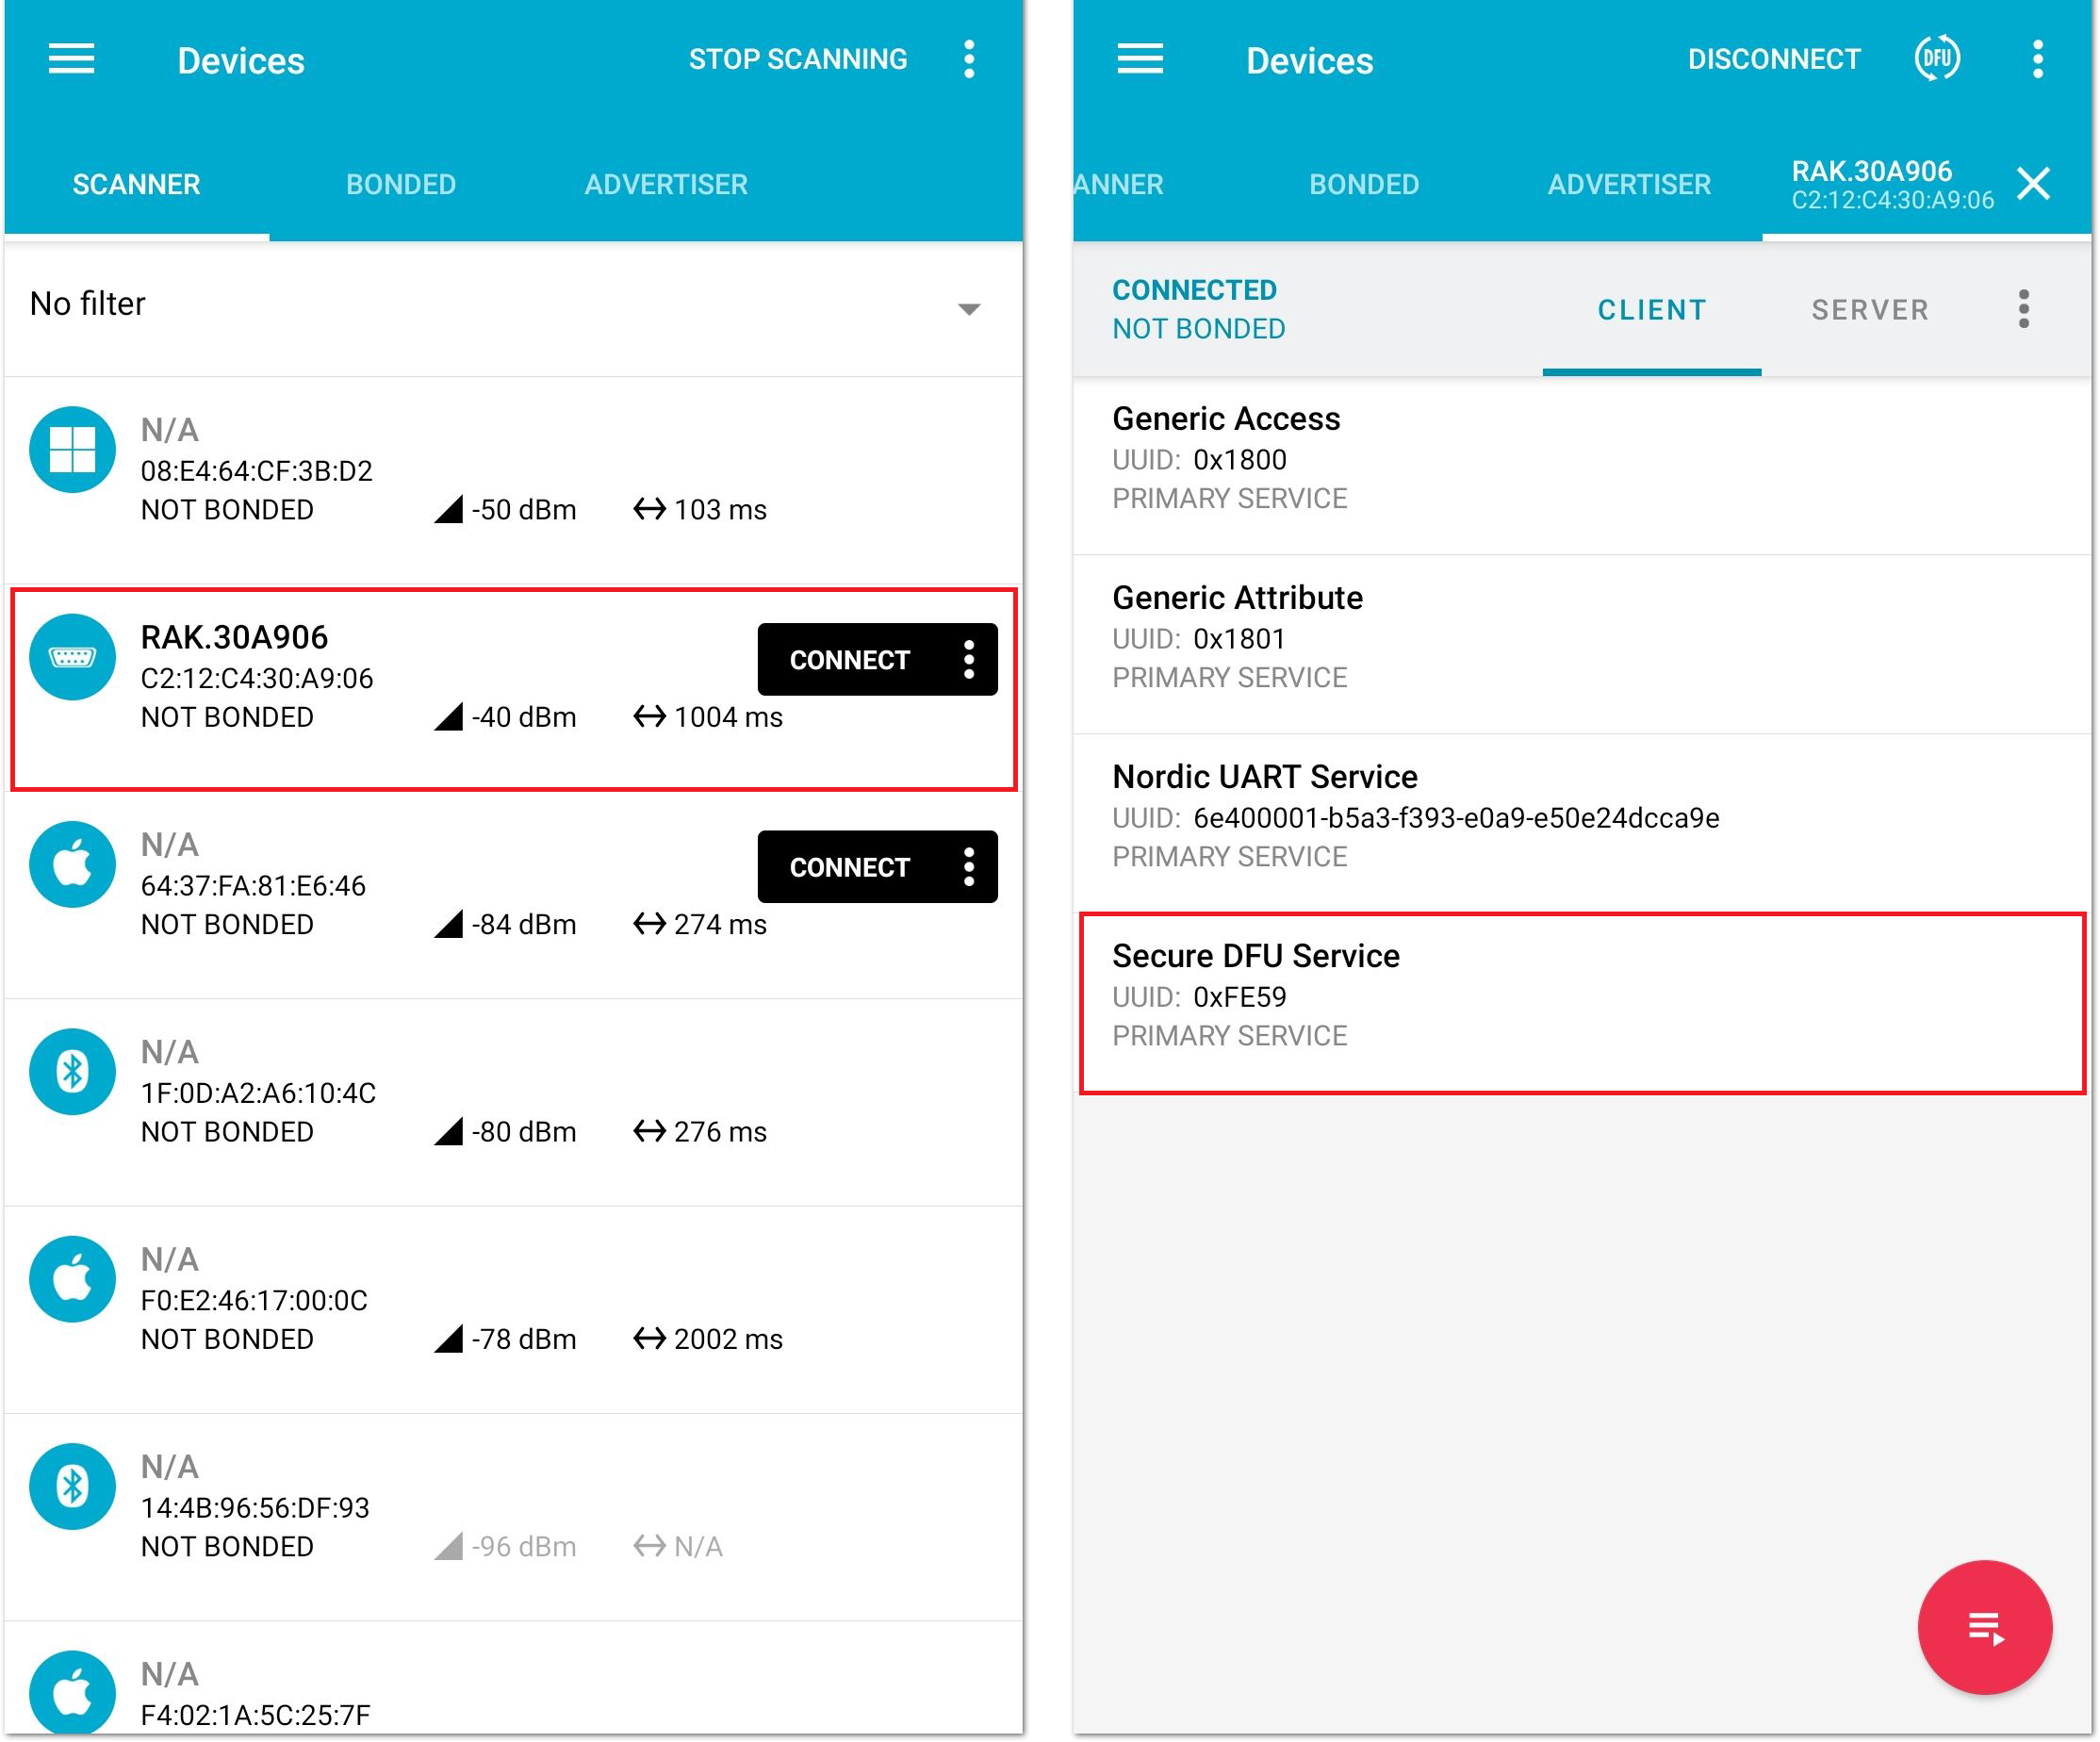 Devices
STOP SCANNING
SCANNER
BONDED
ADVERTISER
No filter
N/A
08:E4:64:CF:3B:D2
NOT BONDED -50 dBm 103 ms
RAK.30A906
CONNECT
C2:12:C4:30:A9:06
NOT BONDED -40 dBm 1004 ms
N/A
CONNECT
64:37:FA:81:E6:46
NOT BONDED -84 dBm 274 ms
N/A
1F:0D:A2:A6:10:4C
NOT BONDED -80 dBm 276 ms
N/A
F0:E2:46:17:00:0C
NOT BONDED -78 dBm 2002 ms
N/A
14:4B:96:56:DF:93
NOT BONDED -96 dBm N/A
N/A
F4:02:1A:5C:25:7F
Devices
DISCONNECT
DFU
ANNER
BONDED
ADVERTISER
RAK.30A906
C2:12:C4:30:A9:06
CONNECTED
NOT BONDED
CLIENT
SERVER
Generic Access
UUID: 0x1800
PRIMARY SERVICE
Generic Attribute
UUID: 0x1801
PRIMARY SERVICE
Nordic UART Service
UUID: 6e400001-b5a3-f393-e0a9-e50e24dcca9e
PRIMARY SERVICE
Secure DFU Service
UUID: 0xFE59
PRIMARY SERVICE